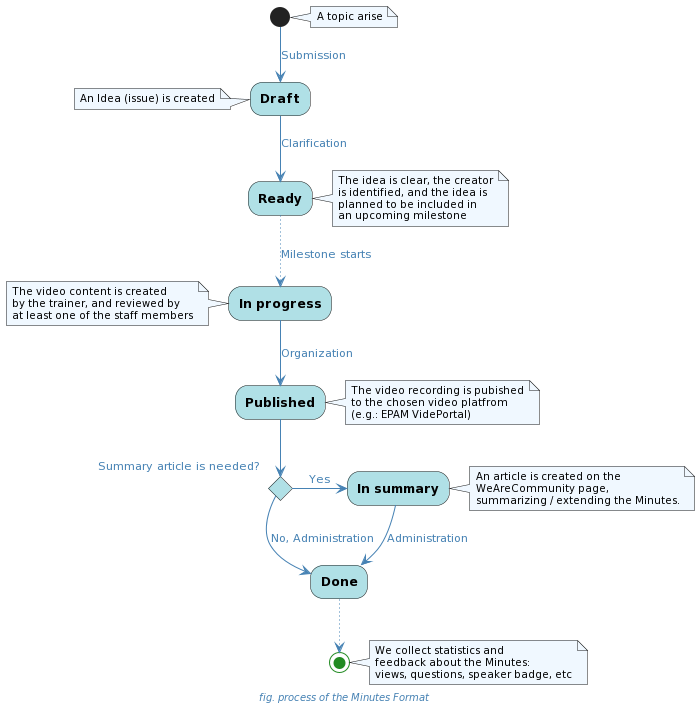 A topic arise
Submission
An Idea (issue) is created
Draft
Clarification
Ready
The idea is clear, the creator
is identified, and the idea is
planned to be included in
an upcoming milestone
Milestone starts
The video content is created
by the trainer, and reviewed by
at least one of the staff members
In progress
Organization
Published
The video recording is pubished
to the chosen video platfrom
(e.g.: EPAM VidePortal)
Summary article is needed?
Yes
In summary
An article is created on the
WeAreCommunity page,
summarizing / extending the Minutes.
No, Administration
Administration
Done
We collect statistics and
feedback about the Minutes:
views, questions, speaker badge, etc
fig. process of the Minutes Format